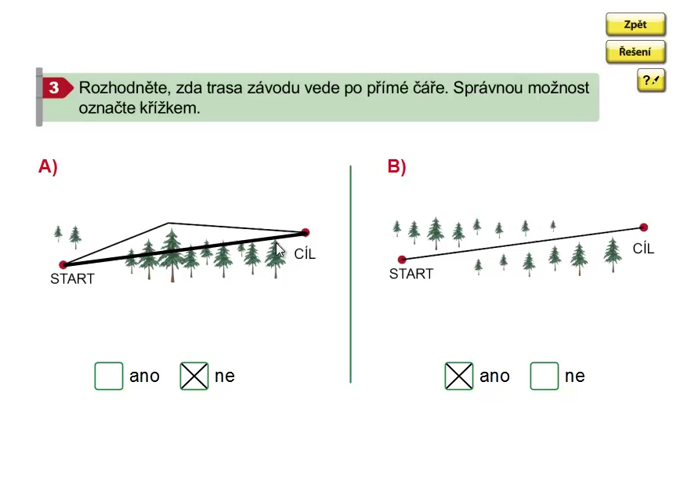 Zpět
Řešení
?
3 Rozhodněte, zda trasa závodu vede po přímé čáře. Správnou možnost
označte křížkem.
A)
B)
START
CÍL
START
CÍL
ano ne
ano ne